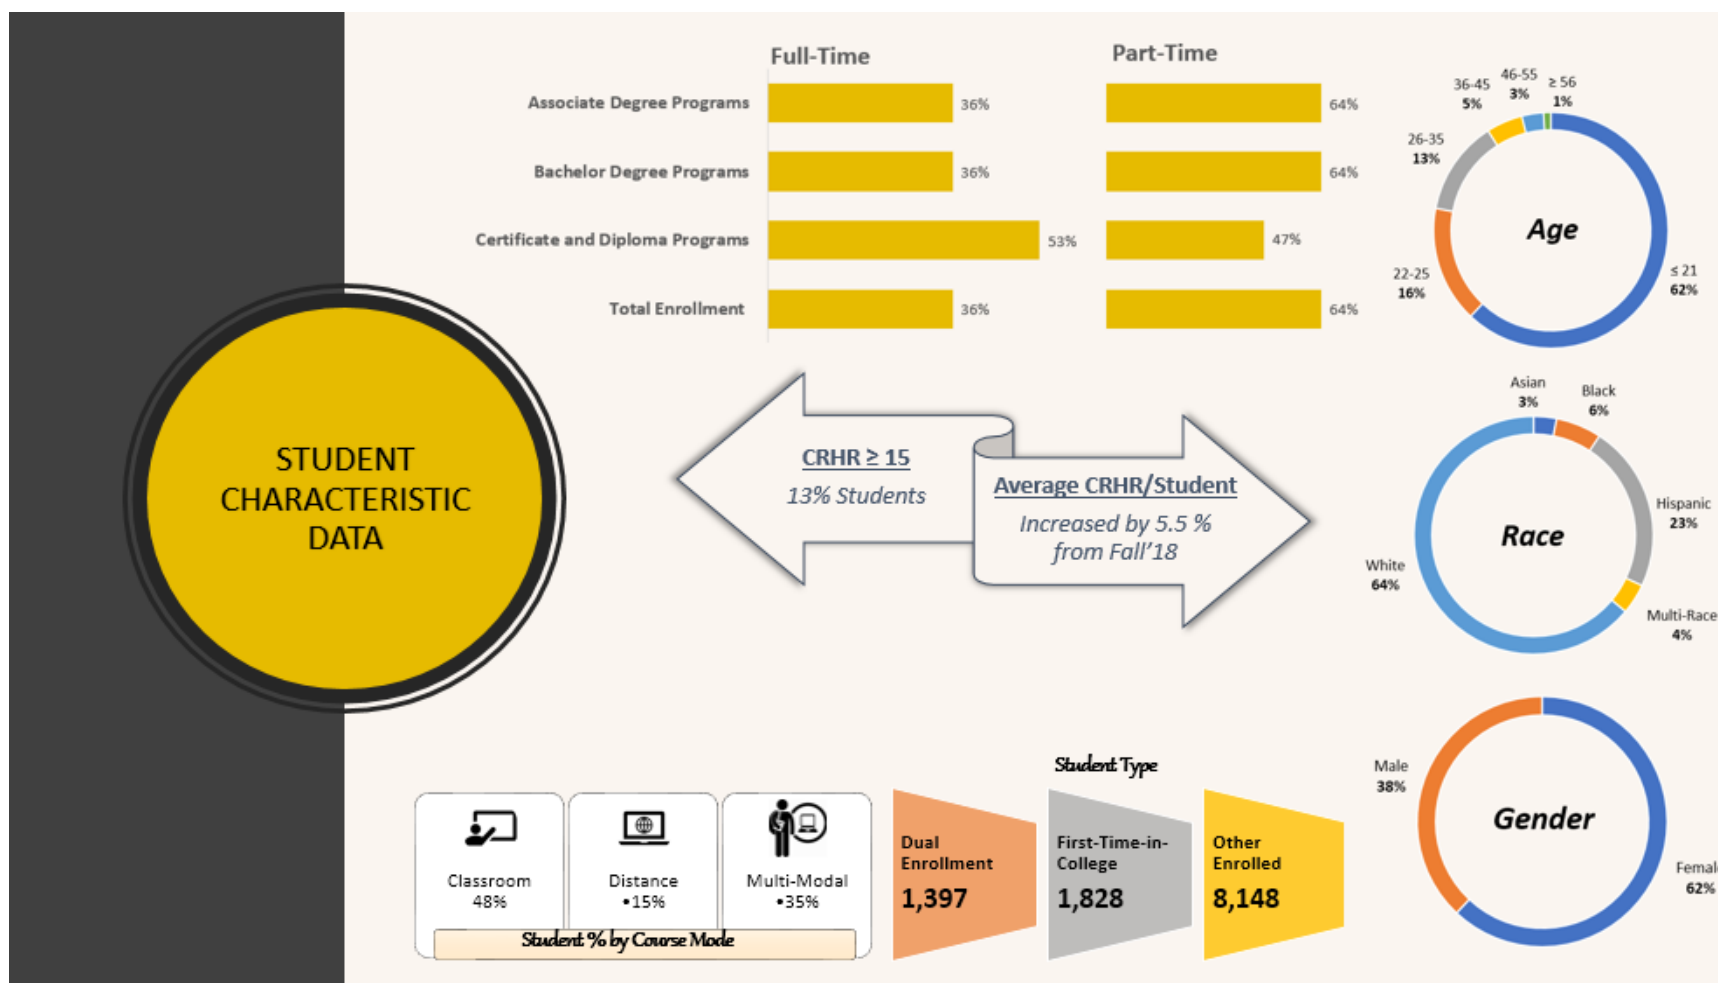 STUDENT
CHARACTERISTIC
DATA
Full-Time
Part-Time
Associate Degree Programs
36%
64%
Bachelor Degree Programs
36%
64%
Certificate and Diploma Programs
53%
47%
Total Enrollment
36%
64%
CRHR ≥ 15
13% Students
Average CRHR/Student
Increased by 5.5 %
from Fall'18
Age
36-45
5%
46-55
3%
≥ 56
1%
26-35
13%
22-25
16%
≤ 21
62%
Race
Asian
3%
Black
6%
Hispanic
23%
White
64%
Multi-Race
4%
Gender
Male
38%
Femal
62%
Classroom
48%
Distance
•15%
Multi-Modal
•35%
Student % by Course Mode
Student Type
Dual
Enrollment
1,397
First-Time-in-
College
1,828
Other
Enrolled
8,148